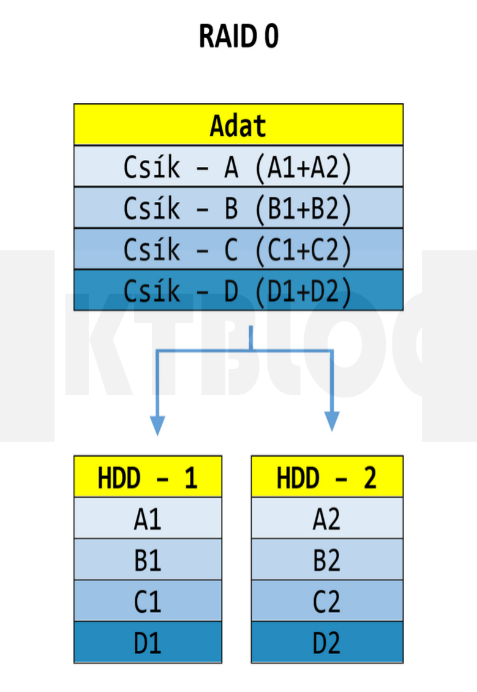 RAID 0
Adat
Csík – A (A1+A2)
Csík – B (B1+B2)
Csík – C (C1+C2)
Csík – D (D1+D2)
KTBLOG
HDD – 1
A1
B1
C1
D1
HDD – 2
A2
B2
C2
D2